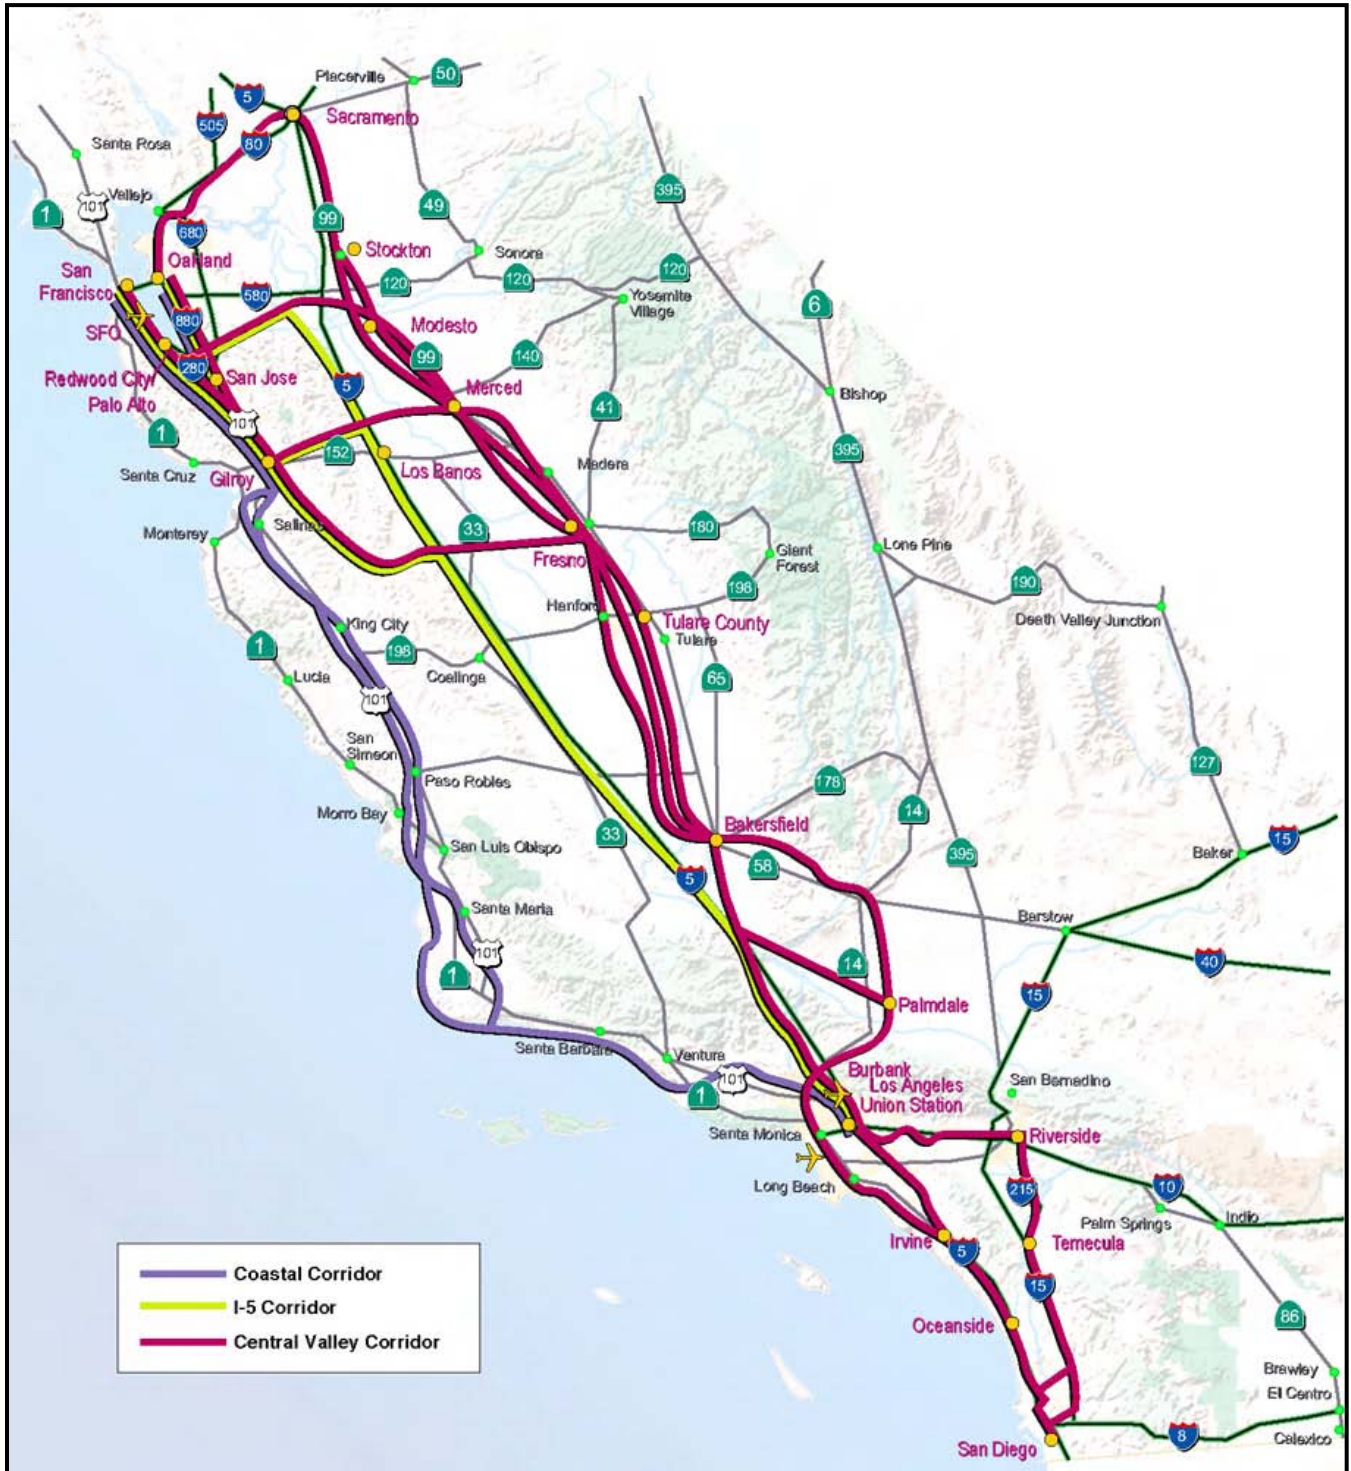 Placerville
50
5
Sacramento
505
80
Santa Rosa
Vallejo
101
1
395
49
99
680
Stockton
Sonora
Oakland
San
Francisco
120
120
120
580
Yosemite
Village
6
880
SFO
Modesto
99
140
280
Redwood City/
Palo Alto
San Jose
5
Merced
Bishop
41
101
1
152
395
Santa Cruz
Gilroy
Los Banos
Madera
Monterey
Salinas
33
180
Fresno
Giant
Forest
Lone Pine
198
190
Hanford
Tulare County
Tulare
Death Valley Junction
King City
1
198
Coalinga
65
Lucia
101
San
Simeon
Paso Robles
178
127
Morro Bay
14
San Luis Obispo
33
Bakersfield
58
395
Baker
15
5
Santa Maria
Barstow
101
1
14
40
15
Palmdale
Santa Barbara
Ventura
101
1
Burbank
Los Angeles
Union Station
San Bernadino
Santa Monica
Riverside
Long Beach
215
10
Palm Springs
Indio
Irvine
5
Temecula
15
Oceanside
86
Brawley
El Centro
8
Calexico
San Diego
Coastal Corridor
I-5 Corridor
Central Valley Corridor